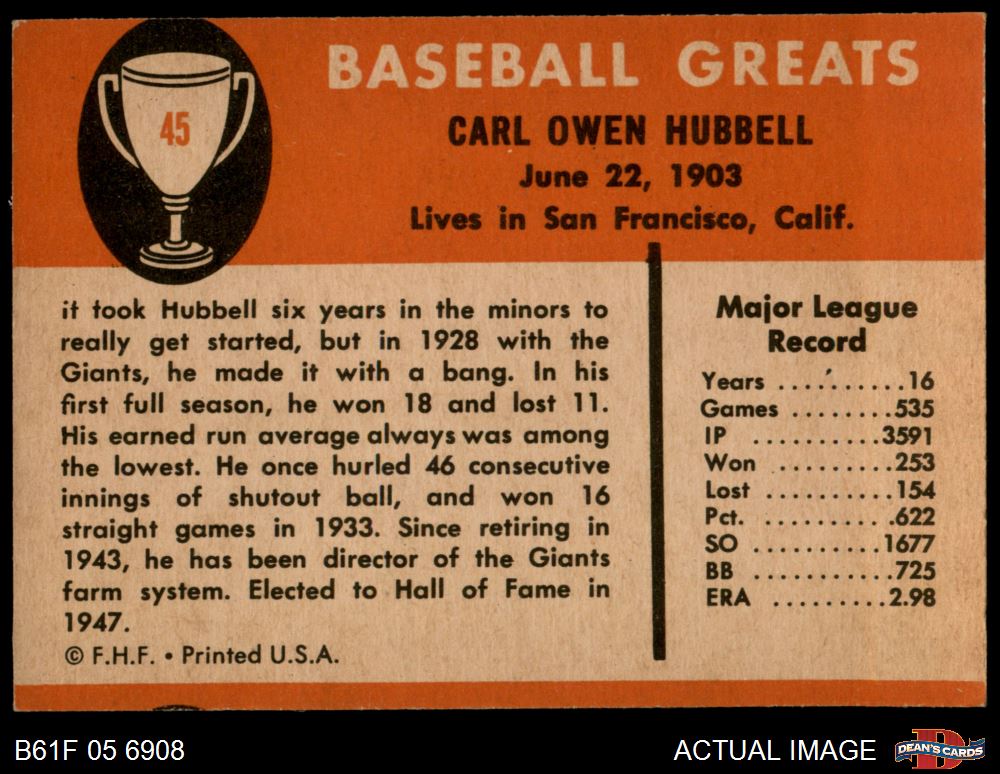 45
BASEBALL GREATS
CARL OWEN HUBBELL
June 22, 1903
Lives in San Francisco, Calif.
it took Hubbell six years in the minors to
really get started, but in 1928 with the
Giants, he made it with a bang. In his
first full season, he won 18 and lost 11.
His earned run average always was among
the lowest. He once hurled 46 consecutive
innings of shutout ball, and won 16
straight games in 1933. Since retiring in
1943, he has been director of the Giants
farm system. Elected to Hall of Fame in
1947.
© F.H.F. • Printed U.S.A.
Major League
Record
Years ..........16
Games ........535
IP ..........3591
Won .........253
Lost ..........154
Pct. ..........622
SO ..........1677
BB ...........725
ERA .........2.98
B61F 05 6908
ACTUAL IMAGE
D
DEAN'S CARDS